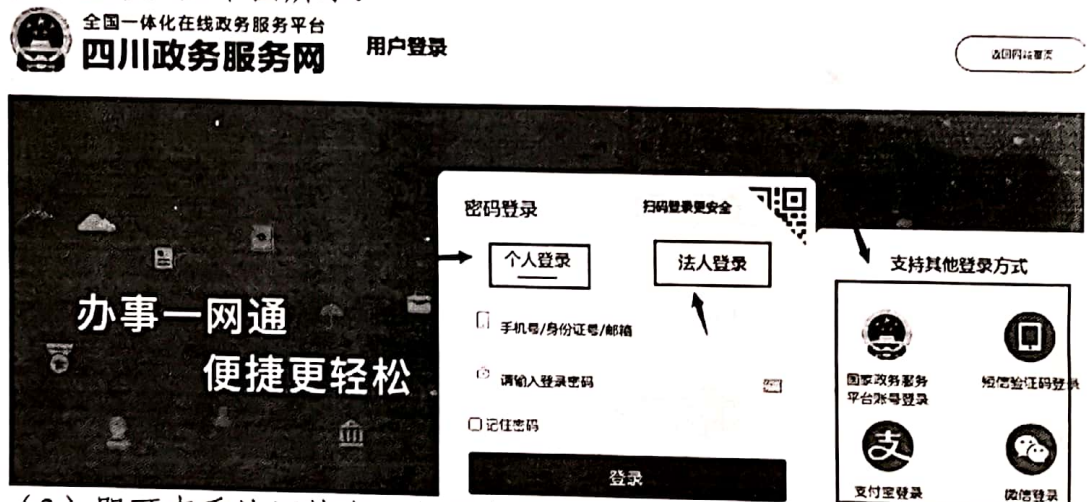 全国一体化在线政务服务平台
四川政务服务网
用户登录
返回网站首页
密码登录
扫码登录更安全
个人登录
法人登录
支持其他登录方式
办事一网通
便捷更轻松
手机号/身份证号/邮箱
请输入登录密码
记住密码
登录
国家政务服务
平台账号登录
短信验证码登录
支付宝登录
微信登录